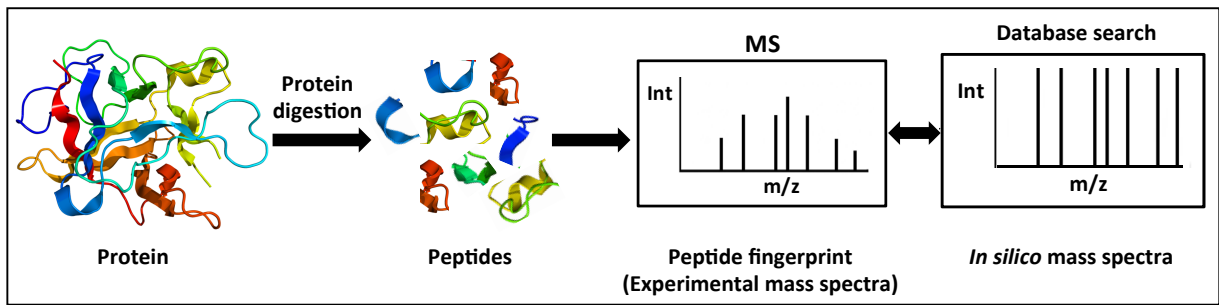 Protein
digestion
MS
Database search
Int
m/z
Int
m/z
Protein
Peptides
Peptide fingerprint
(Experimental mass spectra)
In silico mass spectra